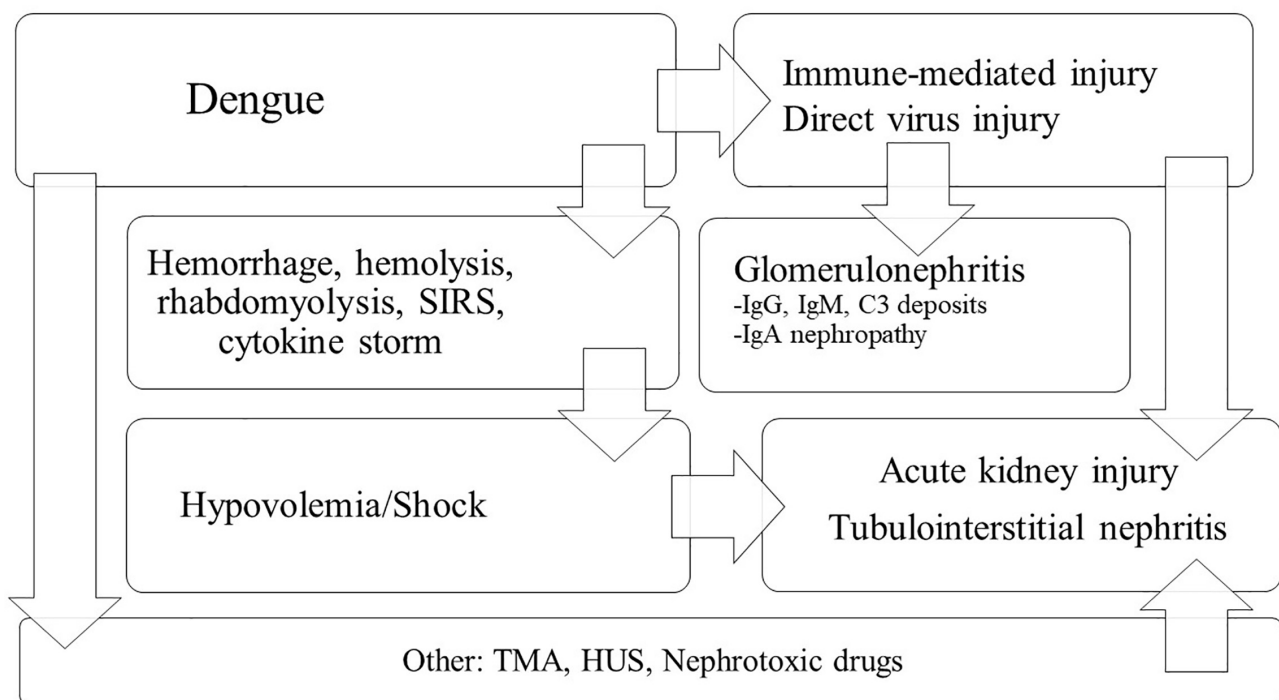 Dengue
Immune-mediated injury
Direct virus injury
Hemorrhage, hemolysis,
rhabdomyolysis, SIRS,
cytokine storm
Glomerulonephritis
-IgG, IgM, C3 deposits
-IgA nephropathy
Hypovolemia/Shock
Acute kidney injury
Tubulointerstitial nephritis
Other: TMA, HUS, Nephrotoxic drugs